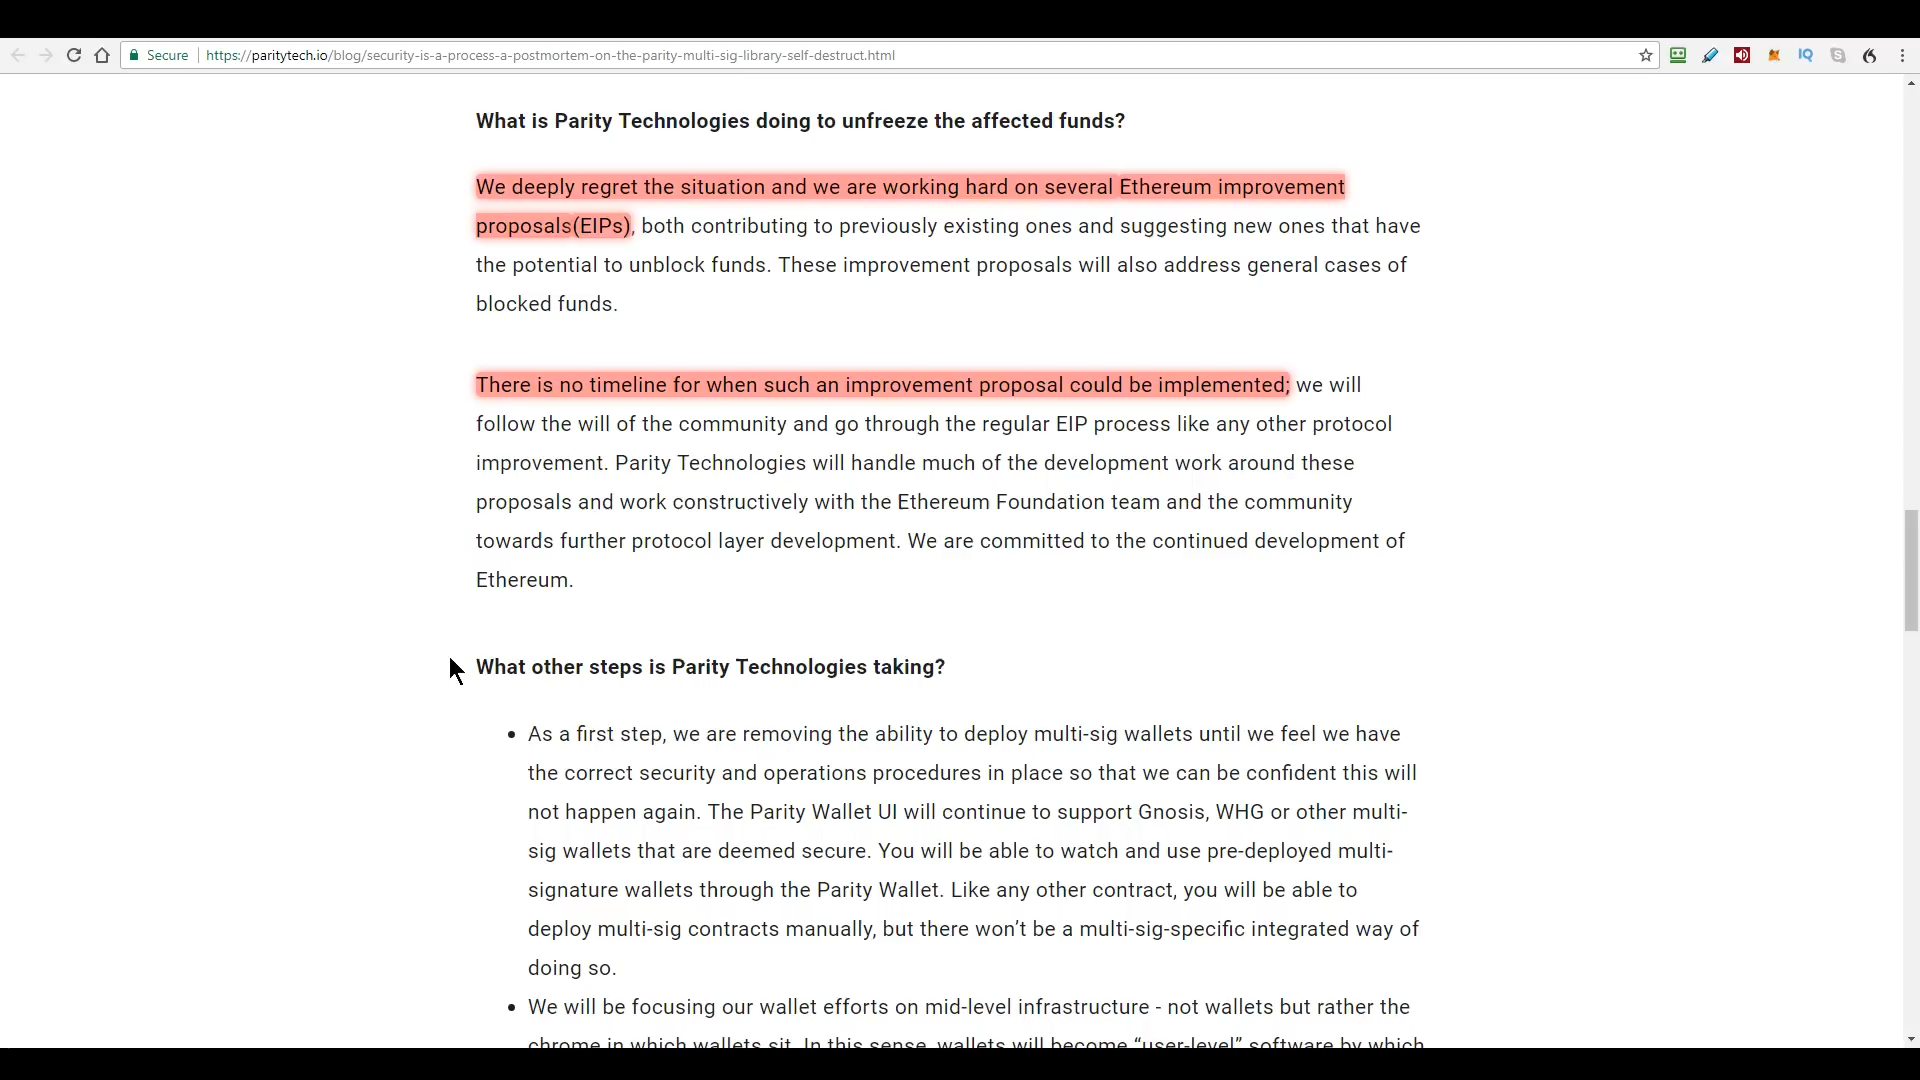 Secure
https://paritytech.io/blog/security-is-a-process-a-postmortem-on-the-parity-multi-sig-library-self-destruct.html
IQ
What is Parity Technologies doing to unfreeze the affected funds?
We deeply regret the situation and we are working hard on several Ethereum improvement
proposals(EIPs), both contributing to previously existing ones and suggesting new ones that have
the potential to unblock funds. These improvement proposals will also address general cases of
blocked funds.
There is no timeline for when such an improvement proposal could be implemented; we will
follow the will of the community and go through the regular EIP process like any other protocol
improvement. Parity Technologies will handle much of the development work around these
proposals and work constructively with the Ethereum Foundation team and the community
towards further protocol layer development. We are committed to the continued development of
Ethereum.
What other steps is Parity Technologies taking?
• As a first step, we are removing the ability to deploy multi-sig wallets until we feel we have
the correct security and operations procedures in place so that we can be confident this will
not happen again. The Parity Wallet UI will continue to support Gnosis, WHG or other multi-
sig wallets that are deemed secure. You will be able to watch and use pre-deployed multi-
signature wallets through the Parity Wallet. Like any other contract, you will be able to
deploy multi-sig contracts manually, but there won’t be a multi-sig-specific integrated way of
doing so.
• We will be focusing our wallet efforts on mid-level infrastructure - not wallets but rather the
chrome in which wallets sit. In this sense, wallets will become “user-level” software by which